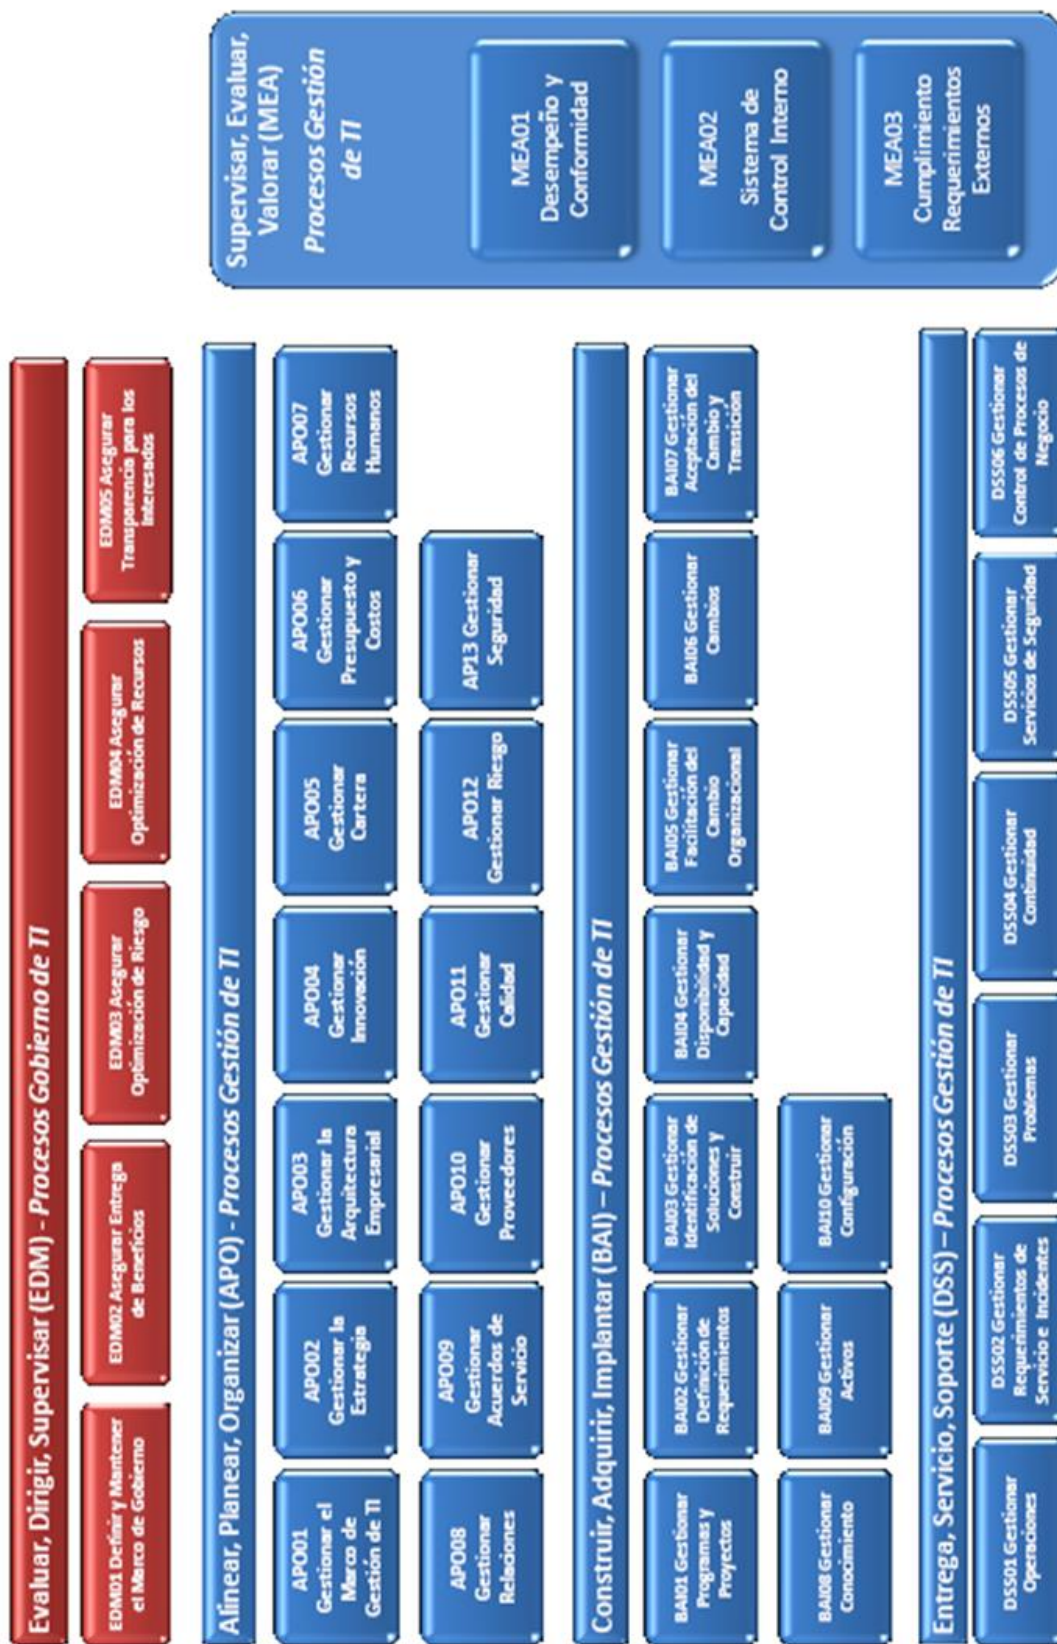 Evaluar, Dirigir, Supervisar (EDM) - Procesos Gobierno de TI
EDM01 Definir y Mantener
el Marco de Gobierno
EDM02 Asegurar Entrega
de Beneficios
EDM03 Asegurar
Optimización de Riesgo
EDM04 Asegurar
Optimización de Recursos
EDM05 Asegurar
Transparencia para los
Interesados
Alinear, Planear, Organizar (APO) - Procesos Gestión de TI
APO01
Gestionar el
Marco de
Gestión de TI
APO02
Gestionar la
Estrategia
APO03
Gestionar la
Arquitectura
Empresarial
APO04
Gestionar
Innovación
APO05
Gestionar
Cartera
APO06
Gestionar
Presupuesto y
Costos
APO07
Gestionar
Recursos
Humanos
APO08
Gestionar
Relaciones
APO09
Gestionar
Acuerdos de
Servicio
APO10
Gestionar
Proveedores
APO11
Gestionar
Calidad
APO12
Gestionar Riesgo
AP13 Gestionar
Seguridad
Construir, Adquirir, Implantar (BAI) – Procesos Gestión de TI
BAI01 Gestionar
Programas y
Proyectos
BAI02 Gestionar
Definición de
Requerimientos
BAI03 Gestionar
Identificación de
Soluciones y
Construir
BAI04 Gestionar
Disponibilidad y
Capacidad
BAI05 Gestionar
Facilitación del
Cambio
Organizacional
BAI06 Gestionar
Cambios
BAI07 Gestionar
Aceptación del
Cambio y
Transición
BAI08 Gestionar
Conocimiento
BAI09 Gestionar
Activos
BAI10 Gestionar
Configuración
Entrega, Servicio, Soporte (DSS) – Procesos Gestión de TI
DSS01 Gestionar
Operaciones
DSS02 Gestionar
Requerimientos de
Servicio e Incidentes
DSS03 Gestionar
Problemas
DSS04 Gestionar
Continuidad
DSS05 Gestionar
Servicios de Seguridad
DSS06 Gestionar
Control de Procesos de
Negocio
Supervisar, Evaluar,
Valorar (MEA)
Procesos Gestión
de TI
MEA01
Desempeño y
Conformidad
MEA02
Sistema de
Control Interno
MEA03
Cumplimiento
Requerimientos
Externos